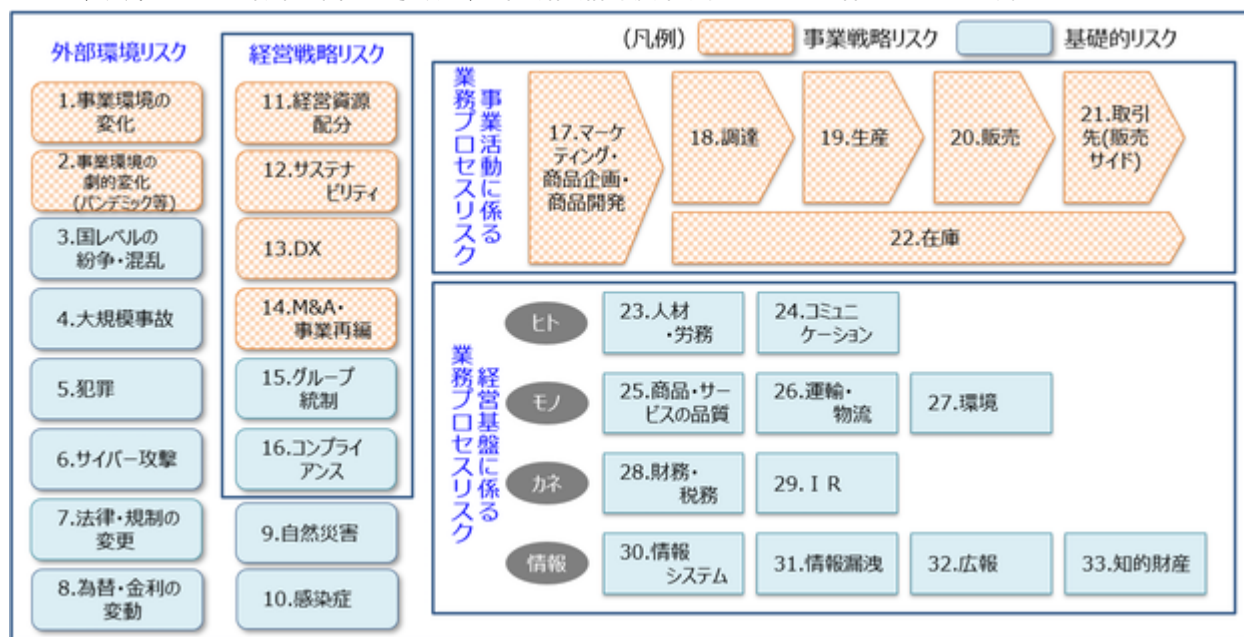 (凡例)
事業戦略リスク
基礎的リスク
外部環境リスク
1.事業環境の
変化
2.事業環境の
劇的変化
(パンデミック等)
3.国レベルの
紛争・混乱
4.大規模事故
5.犯罪
6.サイバー攻撃
7.法律・規制の
変更
8.為替・金利の
変動
経営戦略リスク
11.経営資源
配分
12.サステナ
ビリティ
13.DX
14.M&A・
事業再編
15.グループ
統制
16.コンプライ
アンス
9.自然災害
10.感染症
事業活動に係る
業務プロセスリスク
17.マーケ
ティング・
商品企画・
商品開発
18.調達
19.生産
20.販売
21.取引
先(販売
サイド)
22.在庫
経営基盤に係る
業務プロセスリスク
ヒト
23.人材
・労務
24.コミュニ
ケーション
モノ
25.商品・サー
ビスの品質
26.運輸・
物流
27.環境
カネ
28.財務・
税務
29.IR
情報
30.情報
システム
31.情報漏洩
32.広報
33.知的財産